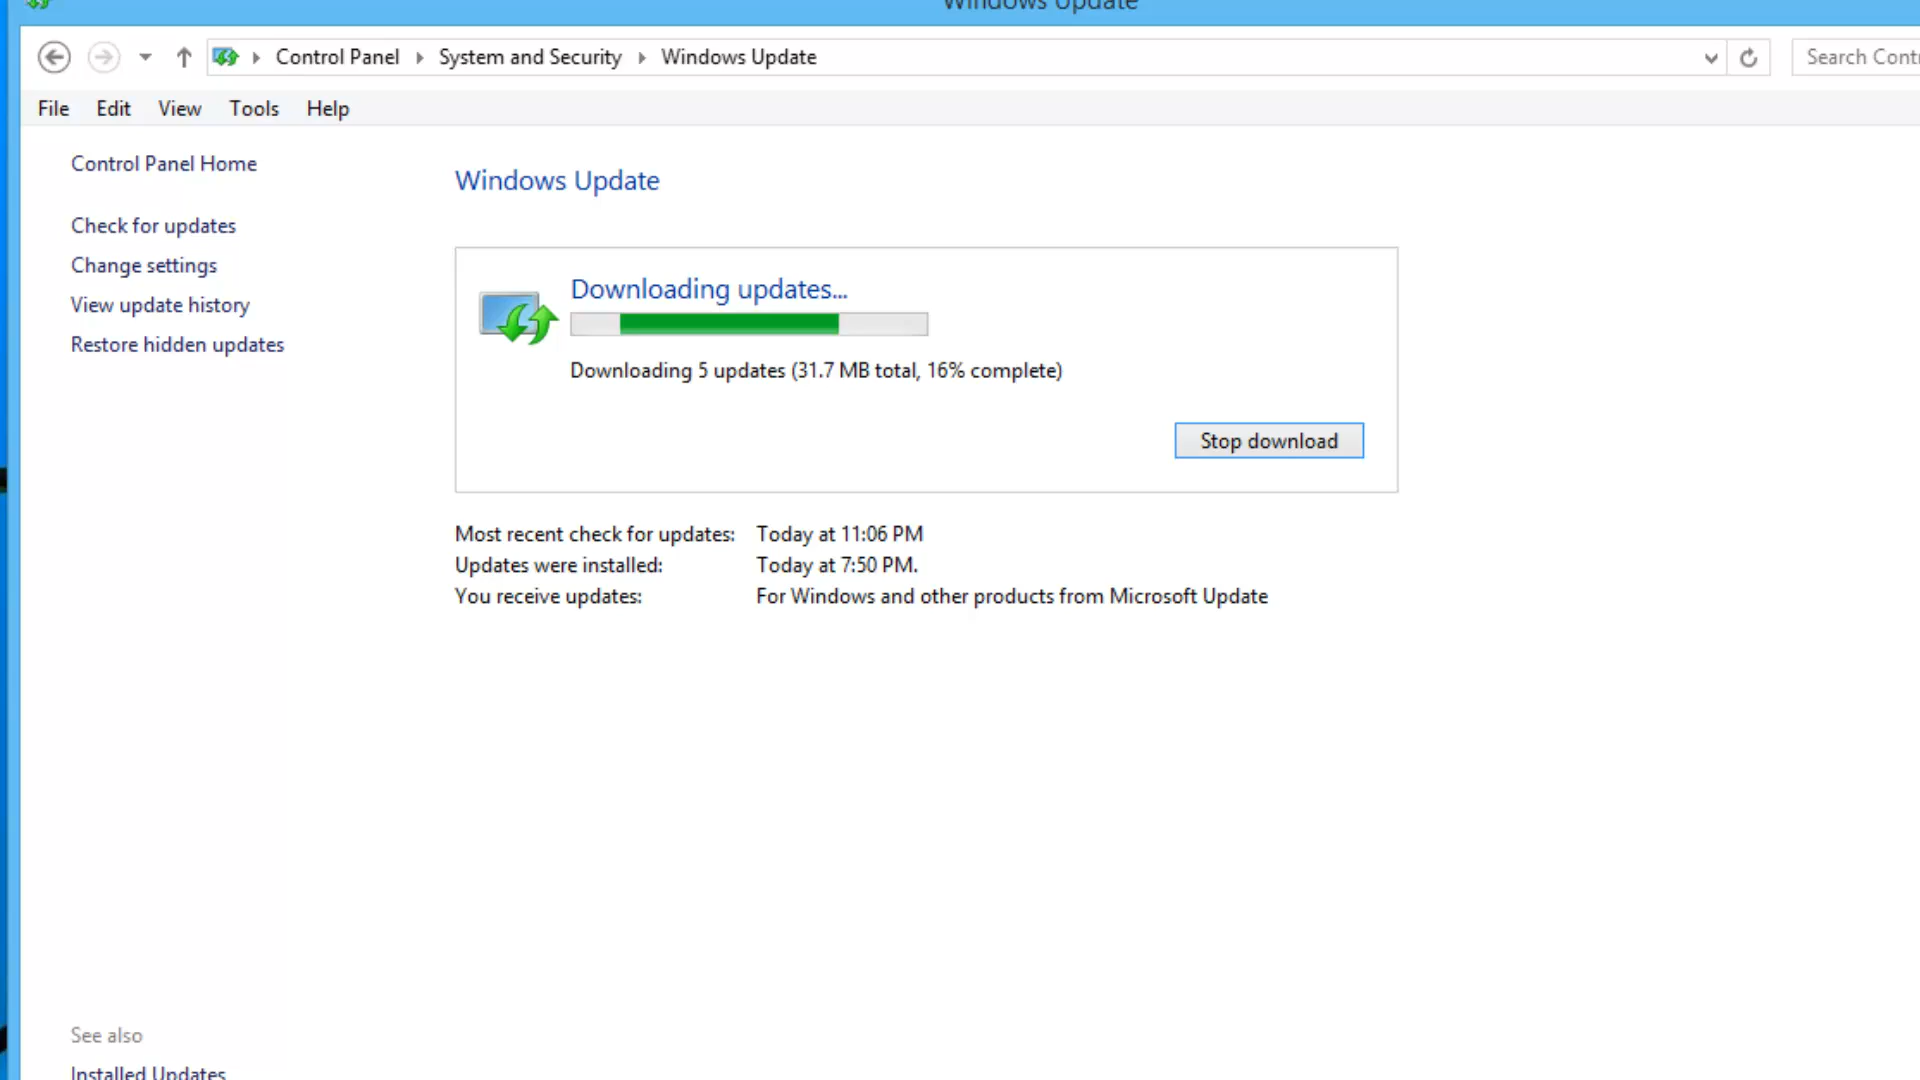 Windows Update
Control Panel
System and Security
Windows Update
Search Cont
File
Edit
View
Tools
Help
Control Panel Home
Check for updates
Change settings
View update history
Restore hidden updates
Windows Update
Downloading updates...
Downloading 5 updates (31.7 MB total, 16% complete)
Stop download
Most recent check for updates: Today at 11:06 PM
Updates were installed: Today at 7:50 PM.
You receive updates: For Windows and other products from Microsoft Update
See also
Installed Updates